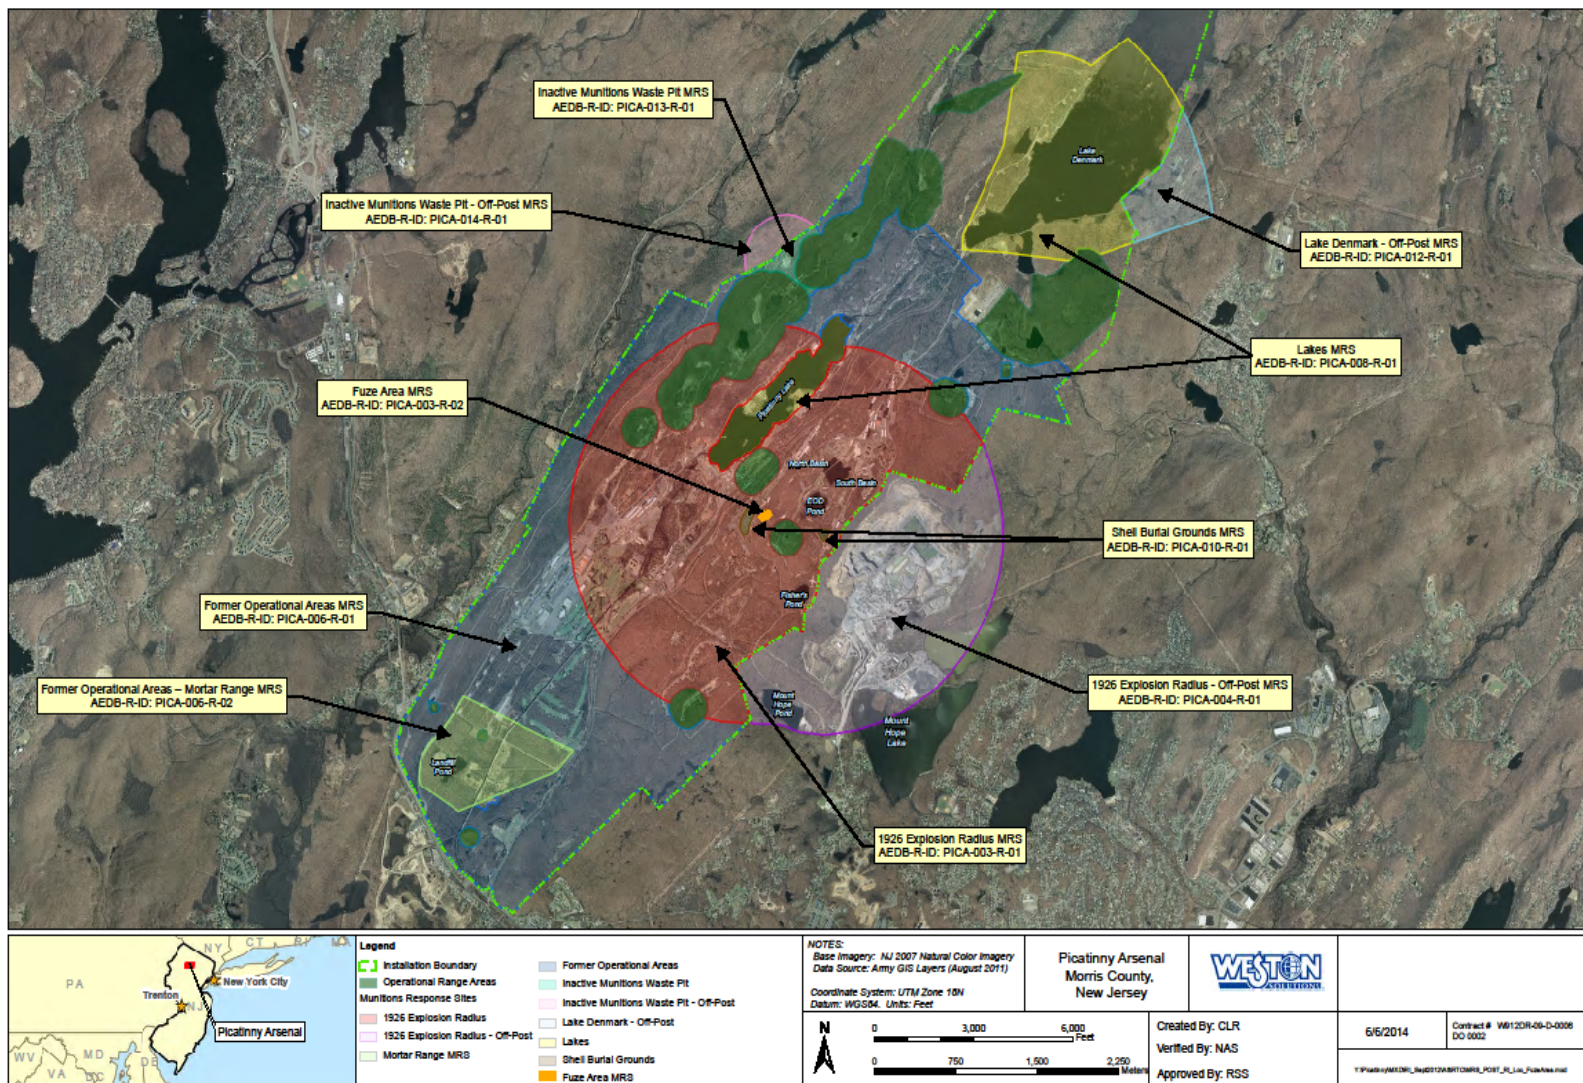 Inactive Munitions Waste Pit MRS
AEDB-R-ID: PICA-013-R-01
Inactive Munitions Waste Pit - Off-Post MRS
AEDB-R-ID: PICA-014-R-01
Lake
Denmark
Lake Denmark - Off-Post MRS
AEDB-R-ID: PICA-012-R-01
Lakes MRS
AEDB-R-ID: PICA-008-R-01
Fuze Area MRS
AEDB-R-ID: PICA-003-R-02
Picatinny Lake
North Basin
South Basin
EOD
Pond
Shell Burial Grounds MRS
AEDB-R-ID: PICA-010-R-01
Fisher's
Pond
Former Operational Areas MRS
AEDB-R-ID: PICA-006-R-01
Former Operational Areas – Mortar Range MRS
AEDB-R-ID: PICA-006-R-02
1926 Explosion Radius - Off-Post MRS
AEDB-R-ID: PICA-004-R-01
Mount
Hope
Pond
Mount
Hope
Lake
Landfill
Pond
1926 Explosion Radius MRS
AEDB-R-ID: PICA-003-R-01
NY
CT
RI
MA
PA
New York City
Trenton
NJ
Picatinny Arsenal
WV
MD
DE
VA
DC
Legend
Installation Boundary
Operational Range Areas
Munitions Response Sites
1926 Explosion Radius
1926 Explosion Radius - Off-Post
Mortar Range MRS
Former Operational Areas
Inactive Munitions Waste Pit
Inactive Munitions Waste Pit - Off-Post
Lake Denmark - Off-Post
Lakes
Shell Burial Grounds
Fuze Area MRS
NOTES:
Base Imagery: NJ 2007 Natural Color Imagery
Data Source: Army GIS Layers (August 2011)
Coordinate System: UTM Zone 18N
Datum: WGS84. Units: Feet
N
0 3,000 6,000
Feet
0 750 1,500 2,250
Meters
Picatinny Arsenal
Morris County,
New Jersey
WESTON
SOLUTIONS
Created By: CLR
Verified By: NAS
Approved By: RSS
6/6/2014
Contract # W912DR-09-D-0006
DO 0002